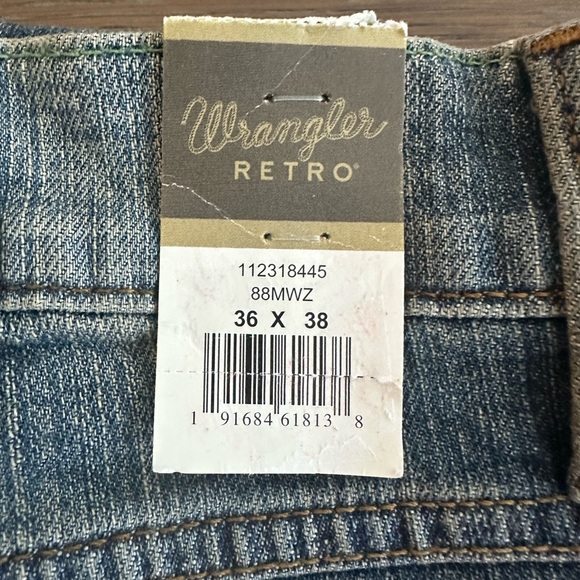 Wrangler
RETRO®
112318445
88MWZ
36 X 38
1 91684 61813 8